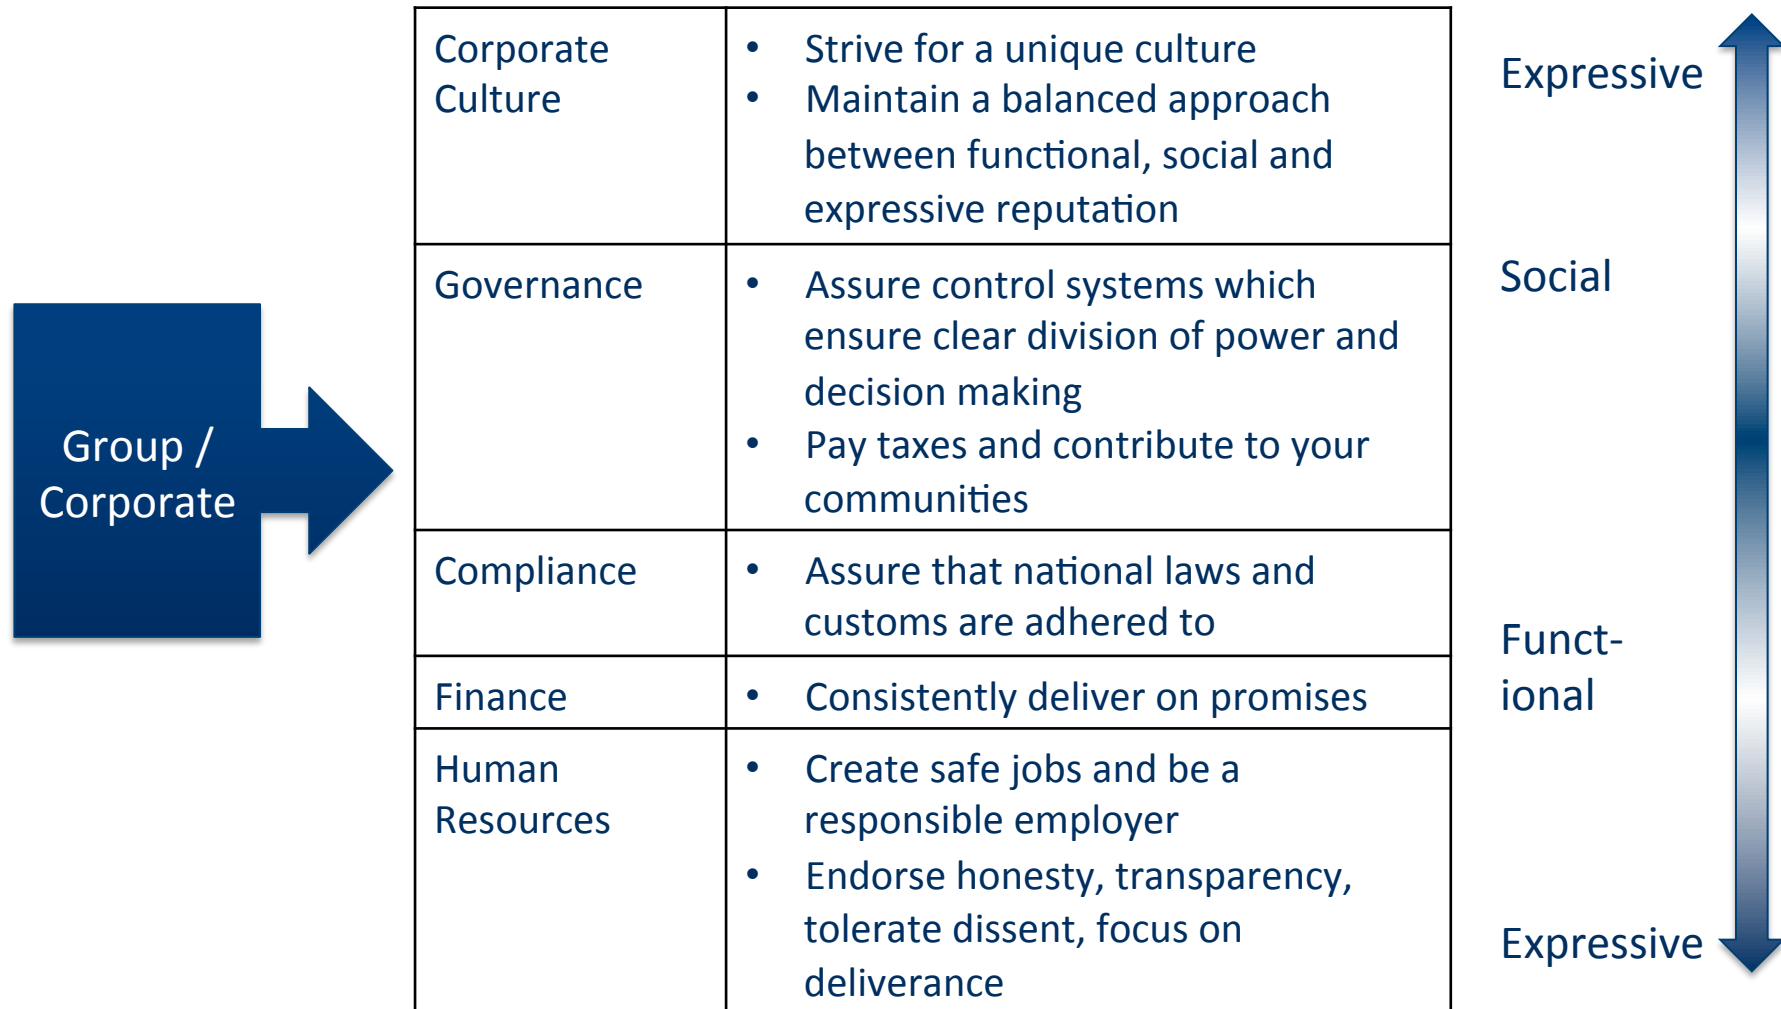 Group /
Corporate
Corporate
Culture
• Strive for a unique culture
• Maintain a balanced approach
between functional, social and
expressive reputation
Governance
• Assure control systems which
ensure clear division of power and
decision making
• Pay taxes and contribute to your
communities
Compliance
• Assure that national laws and
customs are adhered to
Finance
• Consistently deliver on promises
Human
Resources
• Create safe jobs and be a
responsible employer
• Endorse honesty, transparency,
tolerate dissent, focus on
deliverance
Expressive
Social
Funct-
ional
Expressive